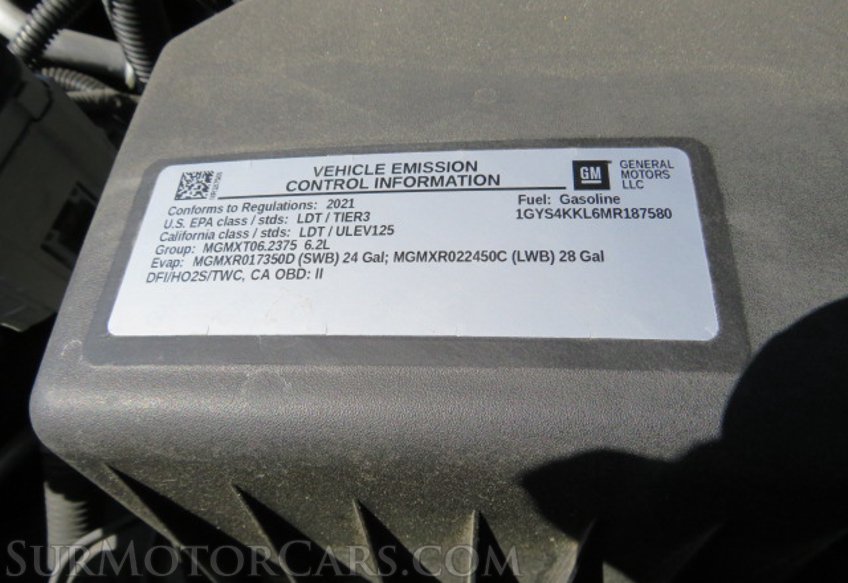 VEHICLE EMISSION
CONTROL INFORMATION
GM
GENERAL
MOTORS
LLC
Conforms to Regulations: 2021
U.S. EPA class / stds: LDT / TIER3
California class / stds: LDT / ULEV125
Group: MGMXT06.2375 6.2L
Evap: MGMXR017350D (SWB) 24 Gal; MGMXR022450C (LWB) 28 Gal
DFI/HO2S/TWC, CA OBD: II
Fuel: Gasoline
1GYS4KKL6MR187580
SURMOTORCARS.COM